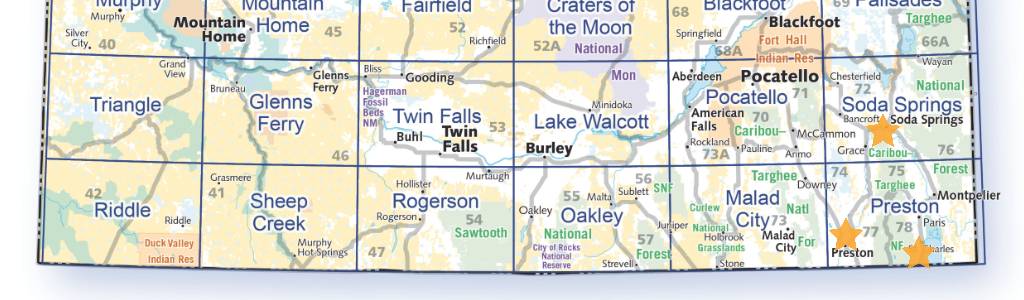 Murphy
Mountain
Home
Fairfield
Craters of
the Moon
68
Blackfoot
69
Palisades
Murphy
Mountain
Home
Blackfoot
Targhee
Silver
City
40
45
52
Richfield
52A
National
Springfield
68A
Fort Hall
Indian Res
66A
Grand
View
Bliss
Glenns
Ferry
Gooding
Mon
Aberdeen
Pocatello
Chesterfield
Wayan
Bruneau
Hagerman
Fossil
Beds
NM
Pocatello
71
72
National
Triangle
Glenns
Ferry
Twin Falls
53
Minidoka
Lake Walcott
American
Falls
70
Soda Springs
Bancroft
Soda Springs
Buhl
Twin
Falls
Burley
Caribou–
McCammon
Rockland
Pauline
Arimo
Grace
Caribou–
46
73A
76
Murtaugh
Grasmere
41
42
Riddle
Riddle
Sheep
Creek
Hollister
Rogerson
Rogerson
54
Sawtooth
55
Malta
56
Sublett
SNF
Targhee
Downey
74
75
Targhee
Forest
Montpelier
Oakley
Oakley
Malad
City
Natl
Preston
Paris
Curlew
National
Grasslands
Juniper
Holbrook
73
Malad
City
For
77
78
Duck Valley
Indian Res
Murphy
Hot Springs
47
National
City of Rocks
National
Reserve
57
Forest
Strevell
Stone
Preston
NF